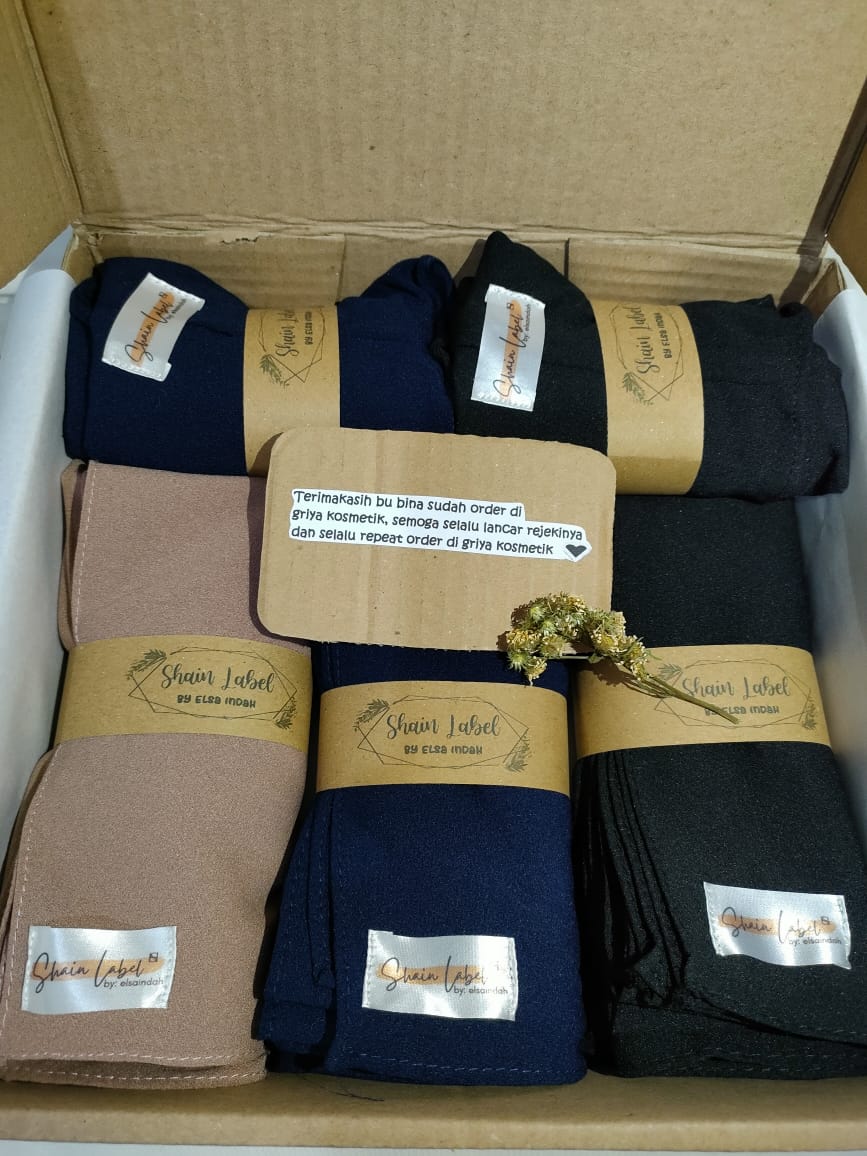 Shain Label
by: elsaindah
Shain Label
BY ELSA INDAH
Shain Label
by: elsaindah
Shain Label
BY ELSA INDAH
Terimakasih bu bina sudah order di
griya kosmetik, semoga selalu lancar rejekinya
dan selalu repeat order di griya kosmetik
Shain Label
BY ELSA INDAH
Shain Label
BY ELSA INDAH
Shain Label
BY ELSA INDAH
Shain Label
by: elsaindah
Shain Label
by: elsaindah
Shain Label
by: elsaindah